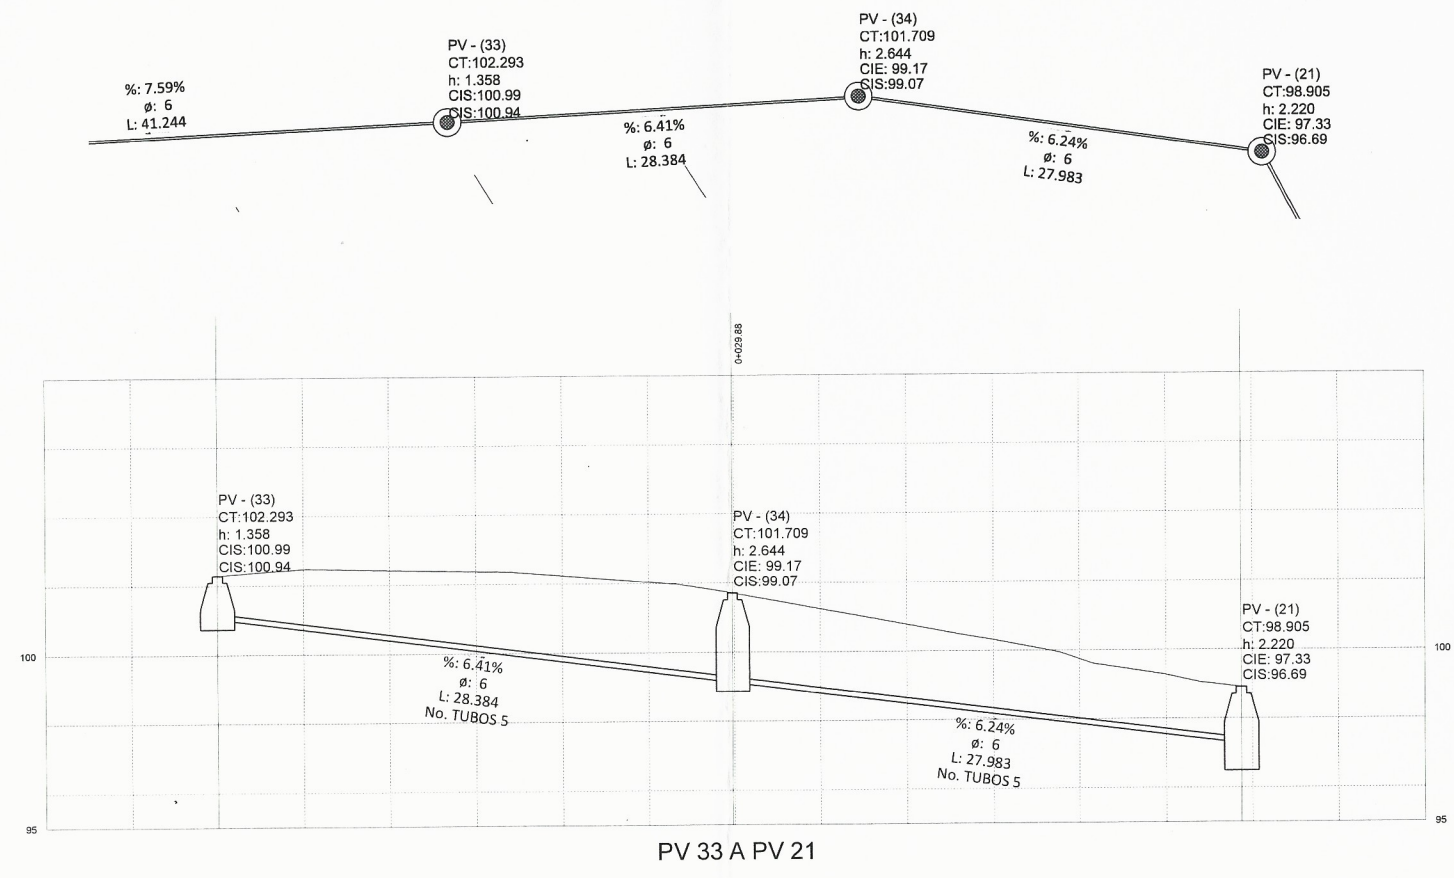 PV - (33)
CT:102.293
h: 1.358
CIS:100.99
CIS:100.94
PV - (34)
CT:101.709
h: 2.644
CIE: 99.17
CIS:99.07
PV - (21)
CT:98.905
h: 2.220
CIE: 97.33
CIS:96.69
%: 7.59%
ø: 6
L: 41.244
%: 6.41%
ø: 6
L: 28.384
%: 6.24%
ø: 6
L: 27.983
0+029.88
PV - (33)
CT:102.293
h: 1.358
CIS:100.99
CIS:100.94
PV - (34)
CT:101.709
h: 2.644
CIE: 99.17
CIS:99.07
PV - (21)
CT:98.905
h: 2.220
CIE: 97.33
CIS:96.69
100
100
%: 6.41%
ø: 6
L: 28.384
No. TUBOS 5
%: 6.24%
ø: 6
L: 27.983
No. TUBOS 5
95
95
PV 33 A PV 21